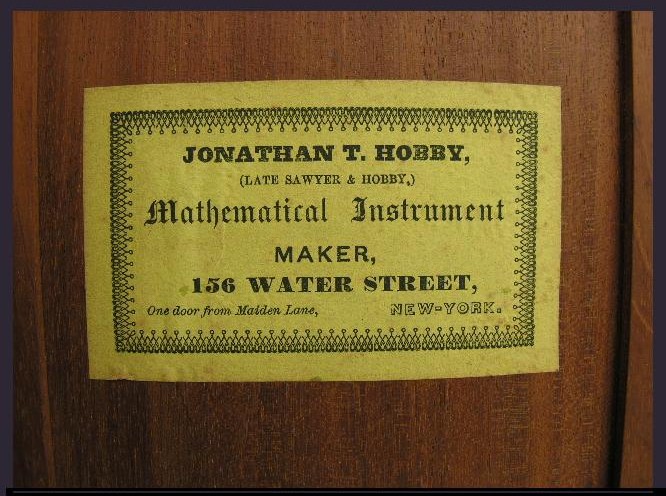 JONATHAN T. HOBBY,
(LATE SAWYER & HOBBY,)
Mathematical Instrument
MAKER,
156 WATER STREET,
One door from Maiden Lane, NEW-YORK.